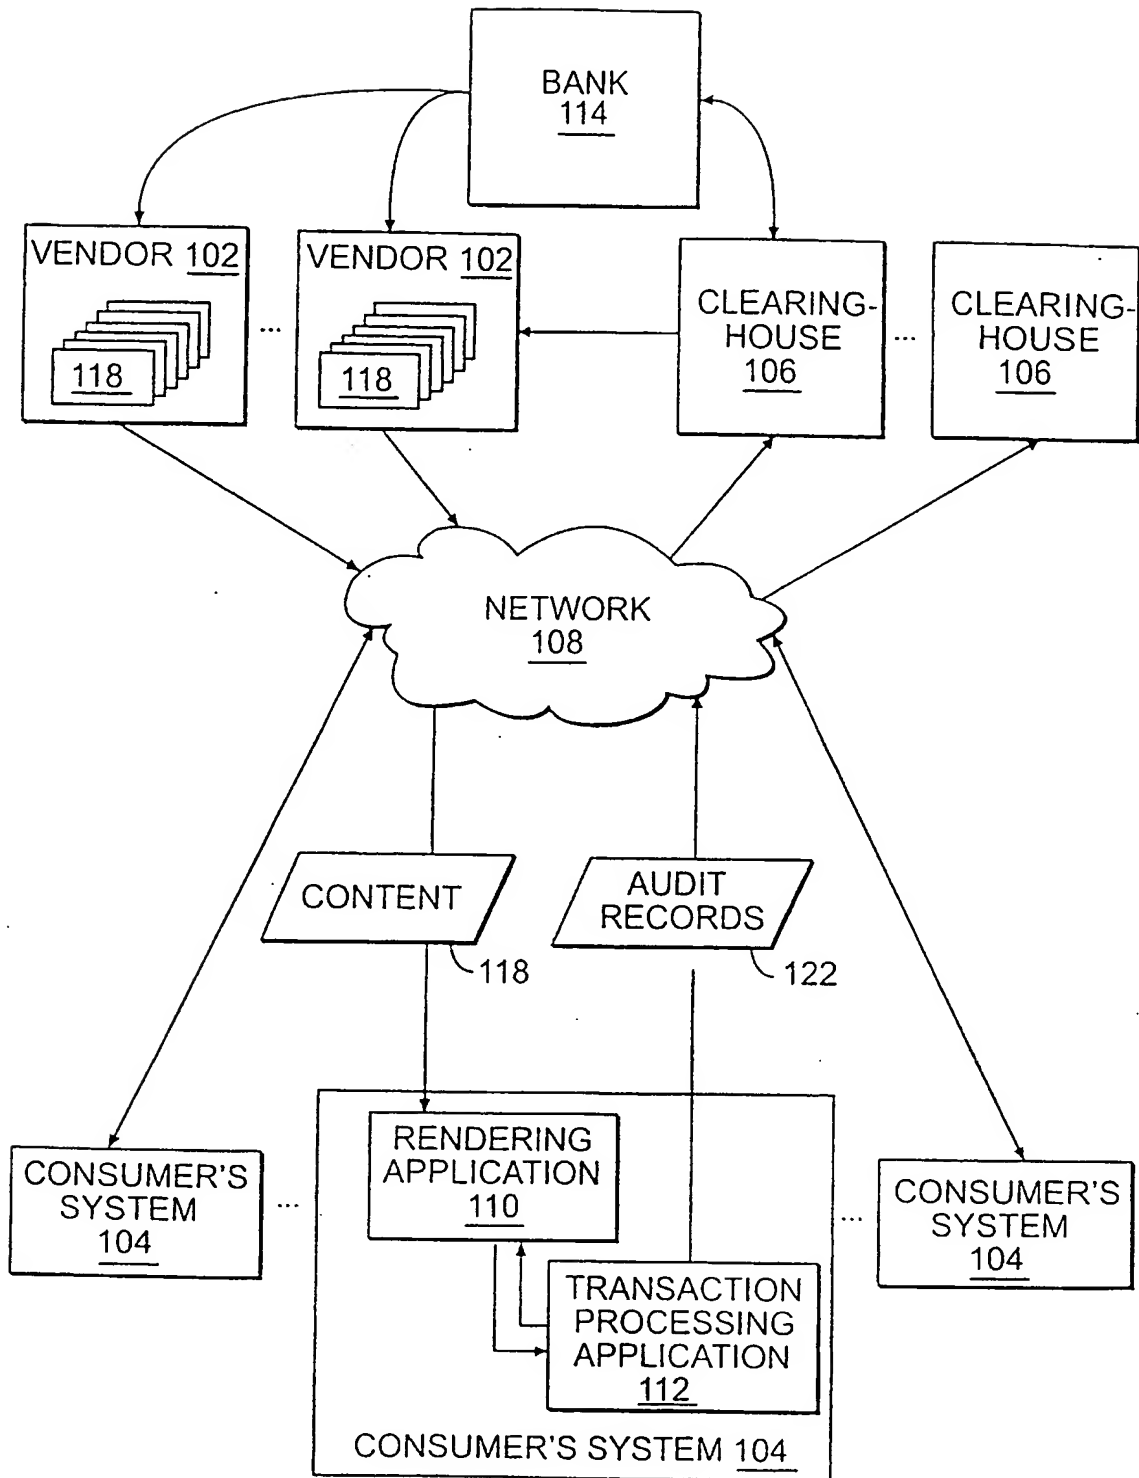 BANK
114
VENDOR 102
118
...
VENDOR 102
118
CLEARING-
HOUSE
106
...
CLEARING-
HOUSE
106
NETWORK
108
CONTENT
118
AUDIT
RECORDS
122
CONSUMER'S
SYSTEM
104
...
RENDERING
APPLICATION
110
TRANSACTION
PROCESSING
APPLICATION
112
CONSUMER'S SYSTEM 104
...
CONSUMER'S
SYSTEM
104